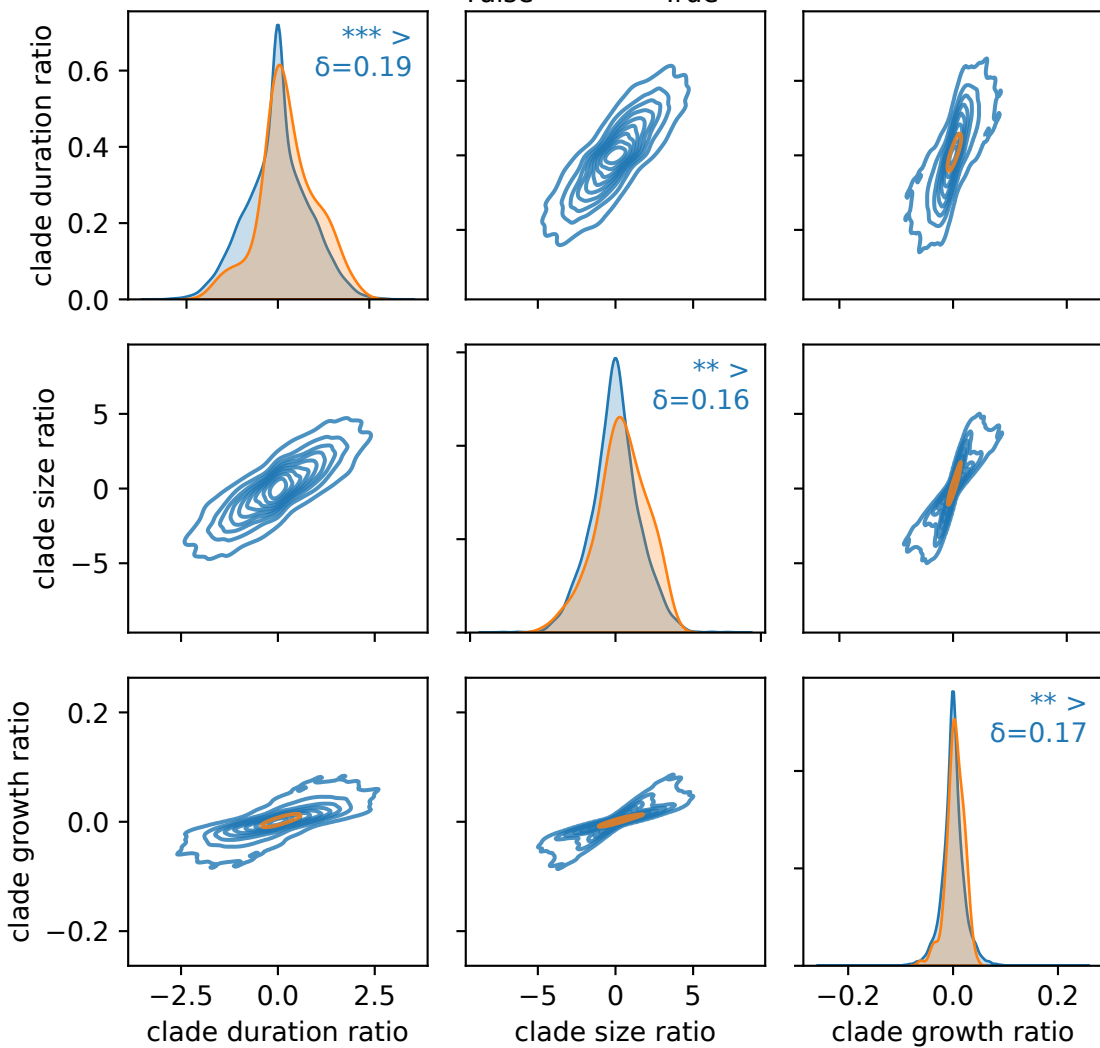 clade duration ratio
0.6
0.4
0.2
0.0
*** >
δ=0.19
clade size ratio
5
0
−5
** >
δ=0.16
clade growth ratio
0.2
0.0
−0.2
** >
δ=0.17
−2.5 0.0 2.5
−5 0 5
−0.2 0.0 0.2
clade duration ratio
clade size ratio
clade growth ratio